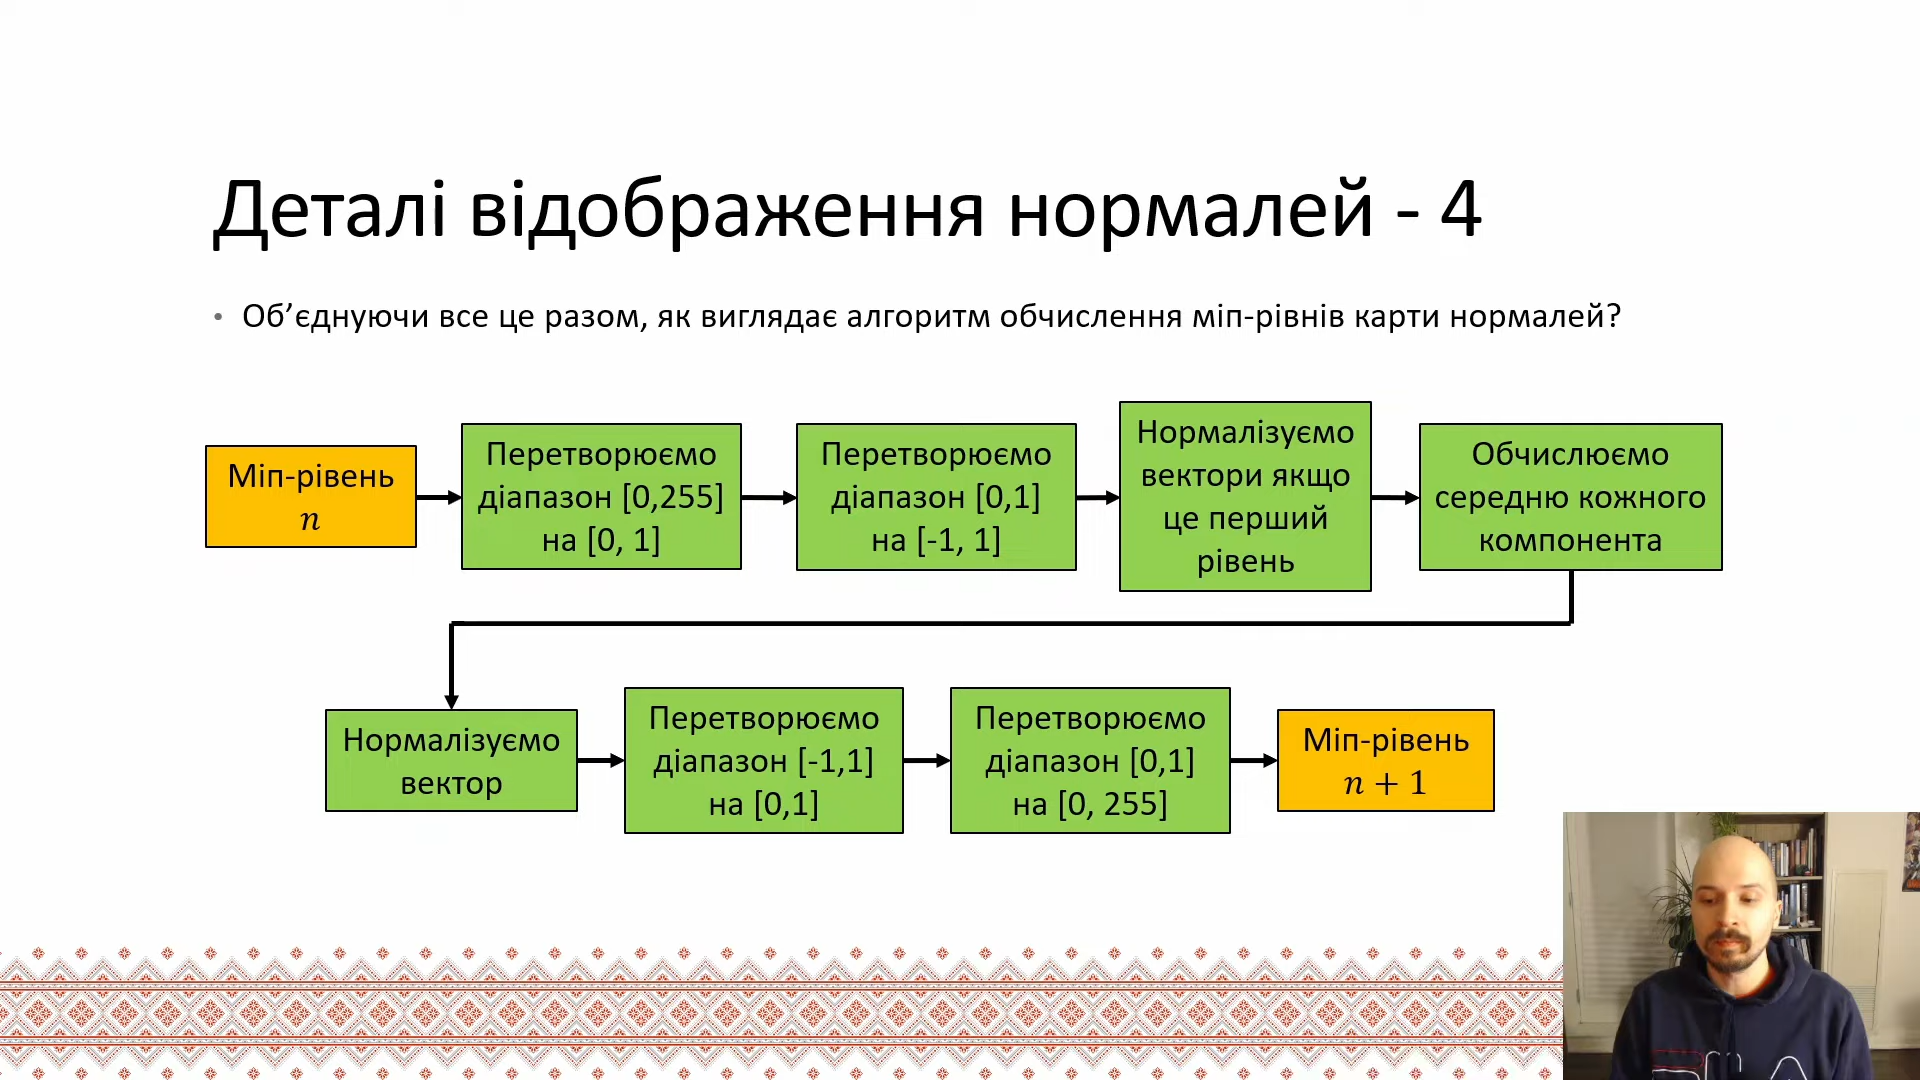 Деталі відображення нормалей - 4
• Об’єднуючи все це разом, як виглядає алгоритм обчислення міп-рівнів карти нормалей?
Міп-рівень
n
Перетворюємо
діапазон [0,255]
на [0, 1]
Перетворюємо
діапазон [0,1]
на [-1, 1]
Нормалізуємо
вектори якщо
це перший
рівень
Обчислюємо
середню кожного
компонента
Нормалізуємо
вектор
Перетворюємо
діапазон [-1,1]
на [0,1]
Перетворюємо
діапазон [0,1]
на [0, 255]
Міп-рівень
n + 1